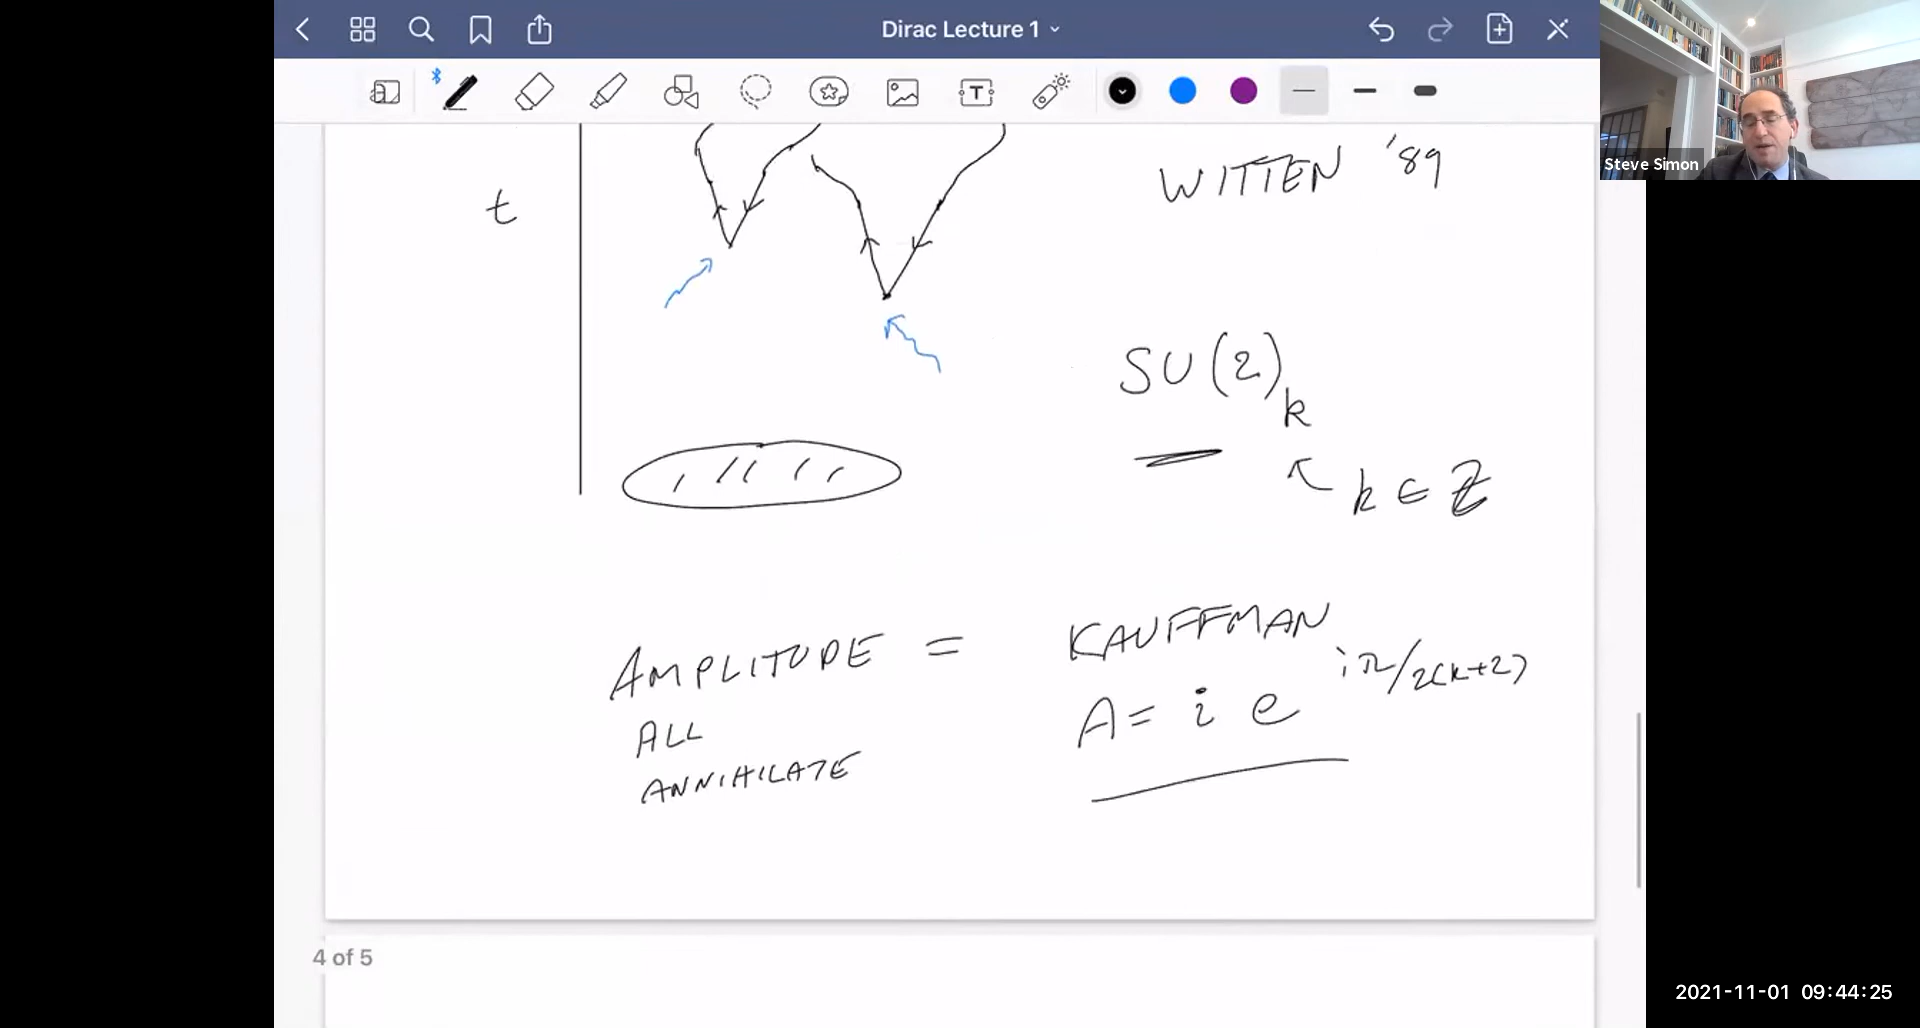 Dirac Lecture 1
T
Steve Simon
WITTEN '89
t
SU(2)k
k ∈ ℤ
AMPLITUDE = KAUFFMAN
ALL
ANNIHILATE
A = i e^{iπ/2(k+2)}
4 of 5
2021-11-01 09:44:25